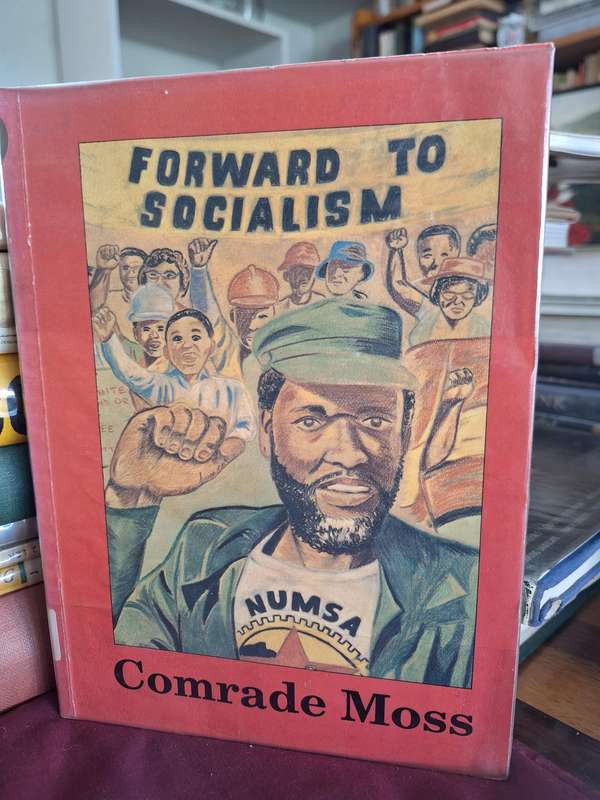 FORWARD TO
SOCIALISM
NUMSA
Comrade Moss